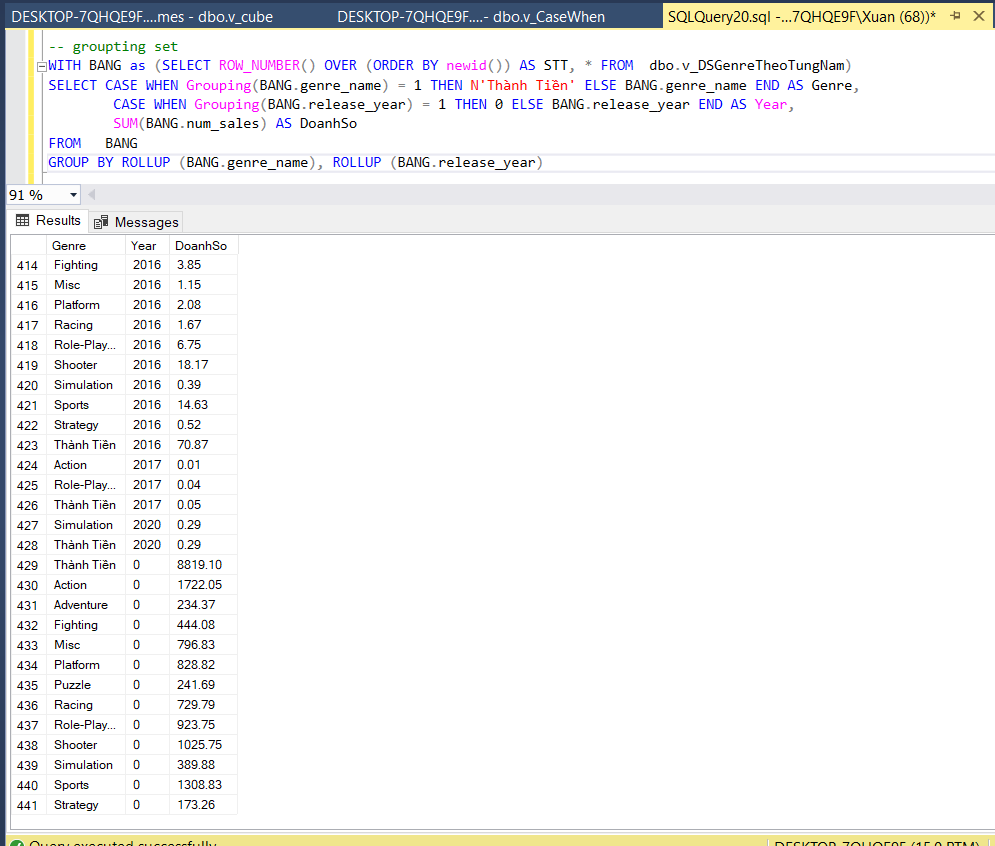 DESKTOP-7QHQE9F....mes - dbo.v_cube DESKTOP-7QHQE9F....- dbo.v_CaseWhen SQLQuery20.sql -...7QHQE9F\Xuan (68))*
-- groupting set
WITH BANG as (SELECT ROW_NUMBER() OVER (ORDER BY newid()) AS STT, * FROM dbo.v_DSGenreTheoTungNam)
SELECT CASE WHEN Grouping(BANG.genre_name) = 1 THEN N'Thành Tiền' ELSE BANG.genre_name END AS Genre,
CASE WHEN Grouping(BANG.release_year) = 1 THEN 0 ELSE BANG.release_year END AS Year,
SUM(BANG.num_sales) AS DoanhSo
FROM BANG
GROUP BY ROLLUP (BANG.genre_name), ROLLUP (BANG.release_year)
91 %
Results Messages
Genre Year DoanhSo
414 Fighting 2016 3.85
415 Misc 2016 1.15
416 Platform 2016 2.08
417 Racing 2016 1.67
418 Role-Play... 2016 6.75
419 Shooter 2016 18.17
420 Simulation 2016 0.39
421 Sports 2016 14.63
422 Strategy 2016 0.52
423 Thành Tiền 2016 70.87
424 Action 2017 0.01
425 Role-Play... 2017 0.04
426 Thành Tiền 2017 0.05
427 Simulation 2020 0.29
428 Thành Tiền 2020 0.29
429 Thành Tiền 0 8819.10
430 Action 0 1722.05
431 Adventure 0 234.37
432 Fighting 0 444.08
433 Misc 0 796.83
434 Platform 0 828.82
435 Puzzle 0 241.69
436 Racing 0 729.79
437 Role-Play... 0 923.75
438 Shooter 0 1025.75
439 Simulation 0 389.88
440 Sports 0 1308.83
441 Strategy 0 173.26
Query executed successfully. DESKTOP-7QHQE9F (15.0 RTM)